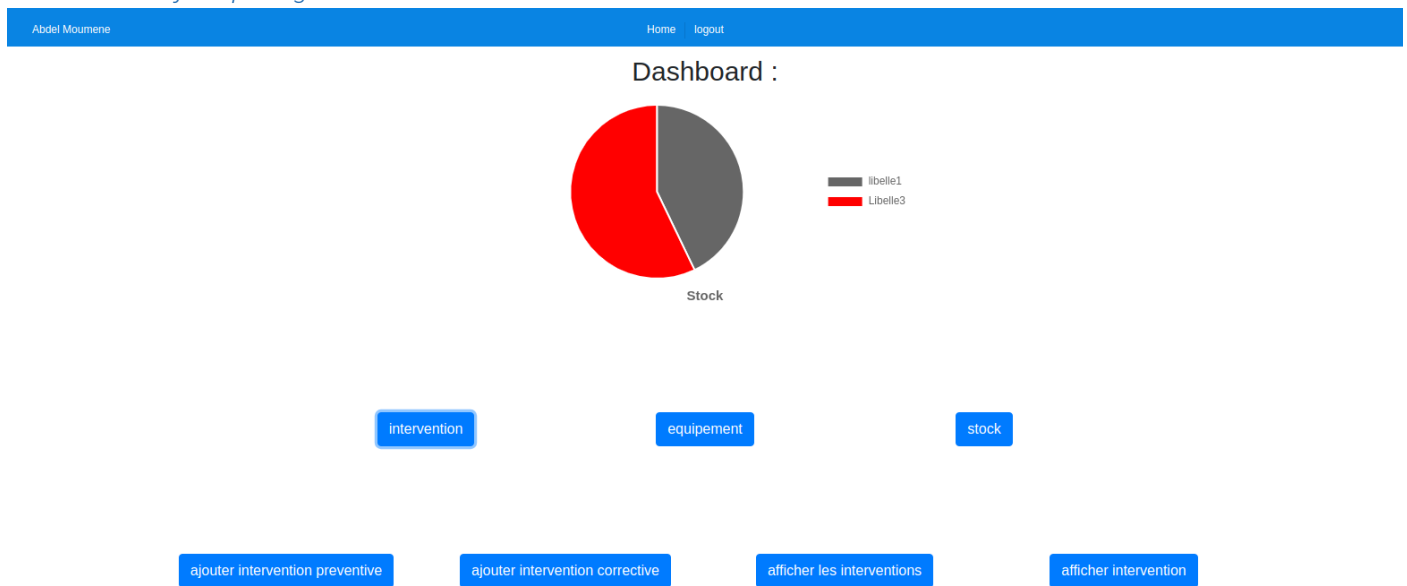 Abdel Moumene Home logout
Dashboard :
libelle1
Libelle3
Stock
intervention equipement stock
ajouter intervention preventive ajouter intervention corrective afficher les interventions afficher intervention